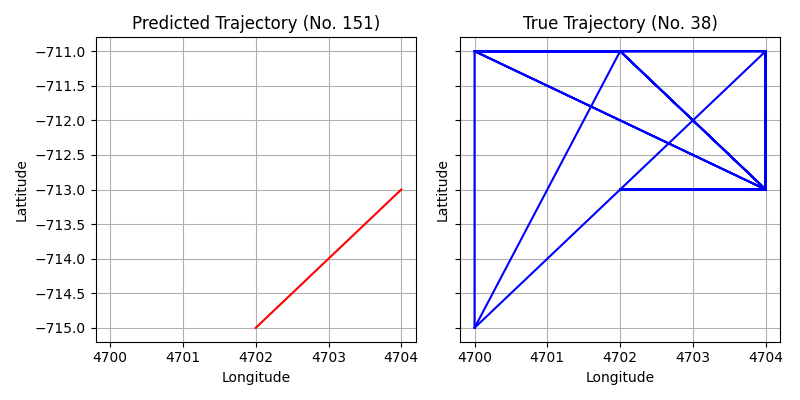 Predicted Trajectory (No. 151)
True Trajectory (No. 38)
−711.0
−711.5
−712.0
−712.5
−713.0
−713.5
−714.0
−714.5
−715.0
Lattitude
Lattitude
4700 4701 4702 4703 4704
4700 4701 4702 4703 4704
Longitude
Longitude